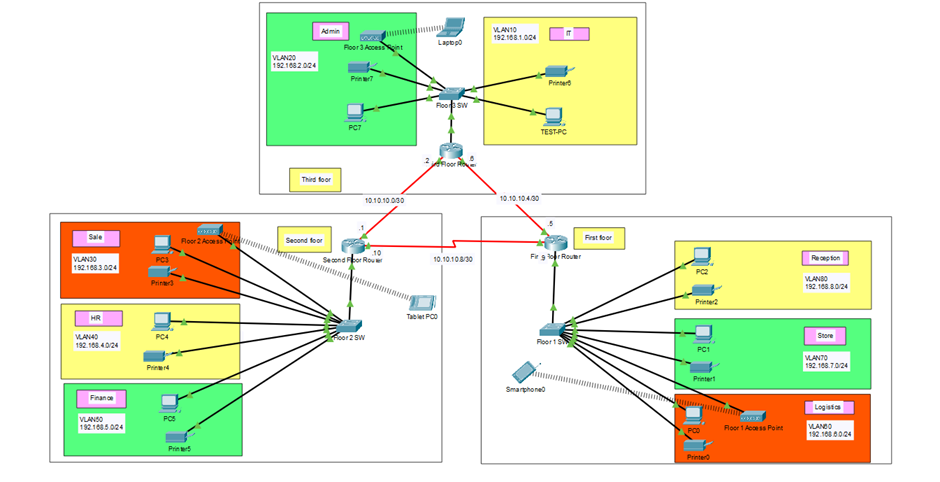 Admin
Floor 3 Access Point
Laptop0
VLAN10
192.168.1.0/24
IT
VLAN20
192.168.2.0/24
Printer7
Printer6
Floor 3 SW
PC7
TEST-PC
Floor Router
.2
.6
Third floor
10.10.10.0/30
10.10.10.4/30
.1
.5
Sale
Floor 2 Access Point
Second floor
First floor
VLAN30
192.168.3.0/24
PC3
Printer3
.10
Second Floor Router
.9
Floor Router
10.10.10.8/30
PC2
Reception
VLAN80
192.168.8.0/24
Printer2
HR
VLAN40
192.168.4.0/24
PC4
Printer4
Tablet PC0
Floor 2 SW
Floor 1 SW
PC1
Store
VLAN70
192.168.7.0/24
Printer1
Smartphone0
Finance
VLAN50
192.168.5.0/24
PC5
Printer5
PC0
Floor 1 Access Point
Logistics
VLAN60
192.168.6.0/24
Printer0